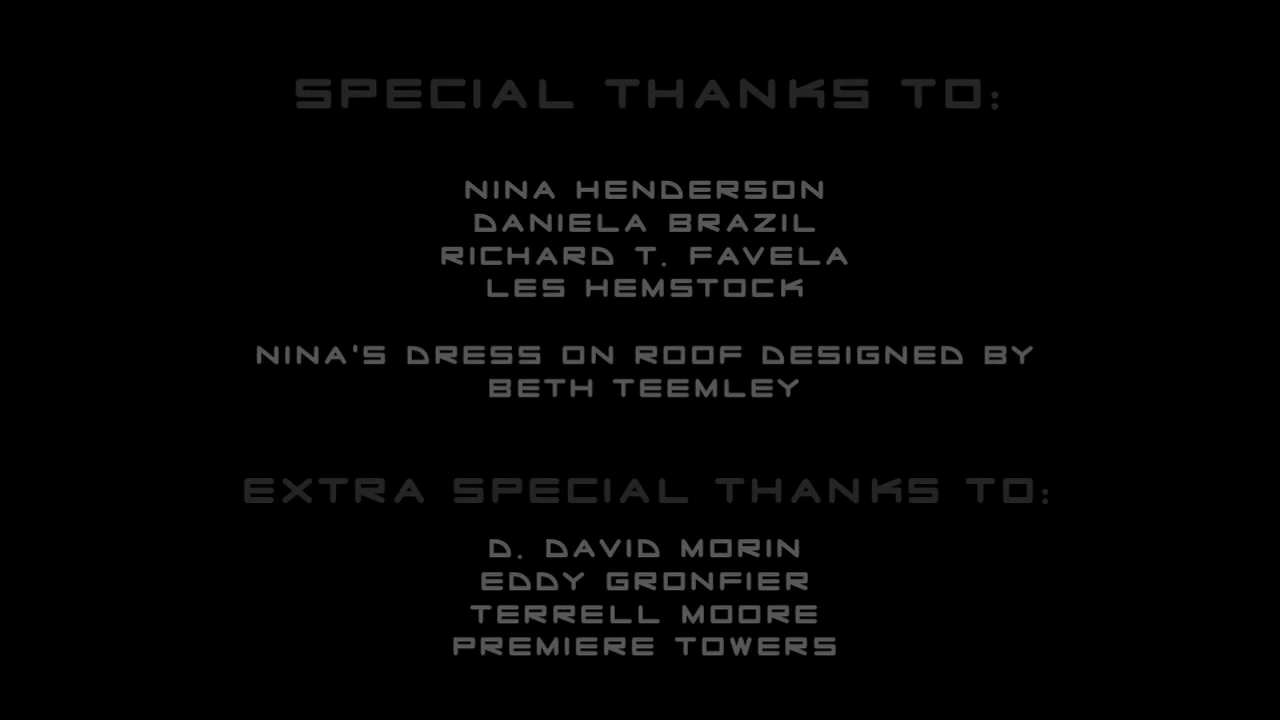 SPECIAL THANKS TO:
NINA HENDERSON
DANIELA BRAZIL
RICHARD T. FAVELA
LES HEMSTOCK
NINA'S DRESS ON ROOF DESIGNED BY
BETH TEEMLEY
EXTRA SPECIAL THANKS TO:
D. DAVID MORIN
EDDY GRONFIER
TERRELL MOORE
PREMIERE TOWERS